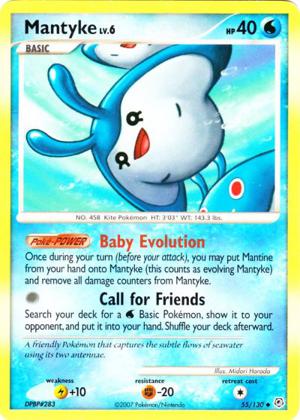 Mantyke LV.6
HP 40
BASIC
Illus. Midori Harada
NO. 458 Kite Pokémon HT: 3'03" WT: 143.3 lbs.
Poké-POWER Baby Evolution
Once during your turn (before your attack), you may put Mantine
from your hand onto Mantyke (this counts as evolving Mantyke)
and remove all damage counters from Mantyke.
Call for Friends
Search your deck for a Basic Pokémon, show it to
your opponent, and put it into your hand. Shuffle your deck afterward.
A friendly Pokémon that captures the subtle flows of seawater
using its two antennae.
weakness resistance retreat cost
+10 -20
DPBP#283 ©2007 Pokémon/Nintendo 55/130